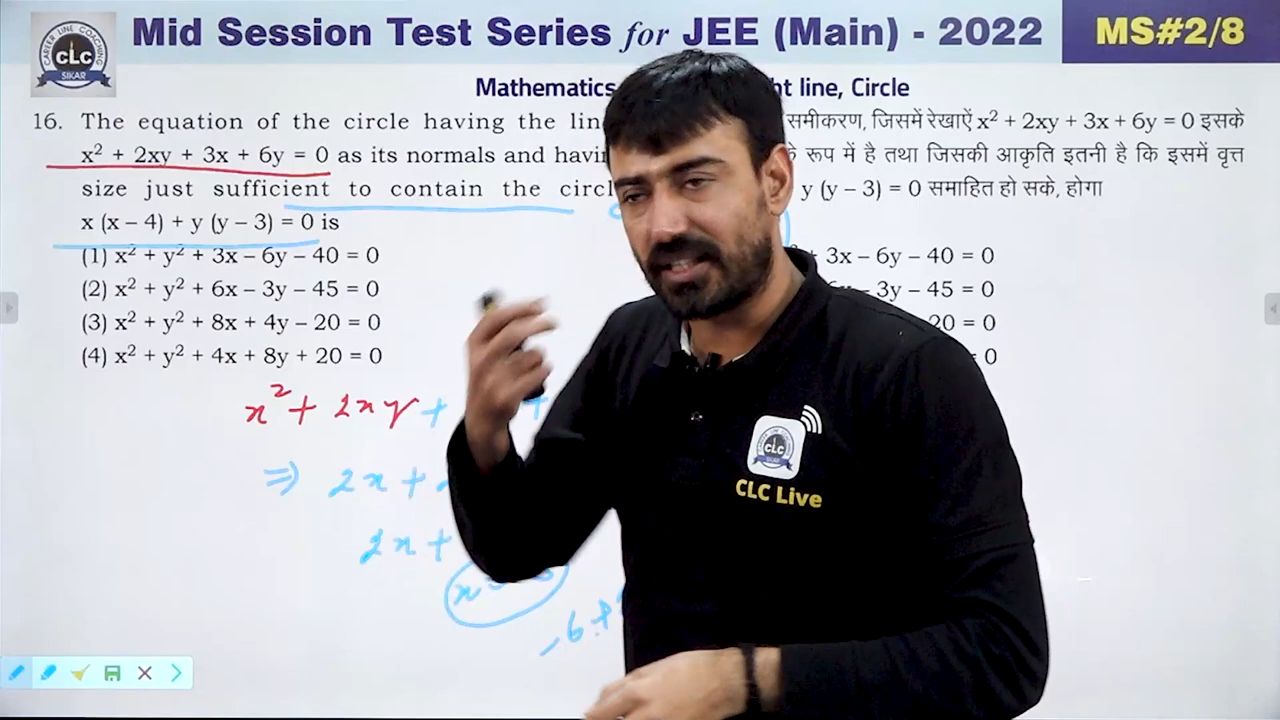 Mid Session Test Series for JEE (Main) - 2022 MS#2/8
CAREER LINE COACHING
CLC
SIKAR
Mathematics ht line, Circle
16. The equation of the circle having the lin
x² + 2xy + 3x + 6y = 0 as its normals and havi
size just sufficient to contain the circl
x (x – 4) + y (y – 3) = 0 is
(1) x² + y² + 3x – 6y – 40 = 0
(2) x² + y² + 6x – 3y – 45 = 0
(3) x² + y² + 8x + 4y – 20 = 0
(4) x² + y² + 4x + 8y + 20 = 0
समीकरण, जिसमें रेखाऐं x² + 2xy + 3x + 6y = 0 इसके
के रूप में है तथा जिसकी आकृति इतनी है कि इसमें वृत्त
y (y – 3) = 0 समाहित हो सके, होगा
+ 3x – 6y – 40 = 0
– 3y – 45 = 0
20 = 0
= 0
x² + 2xy + +
⇒ 2x +
2x +
x =
-6 +
CLC
CLC Live